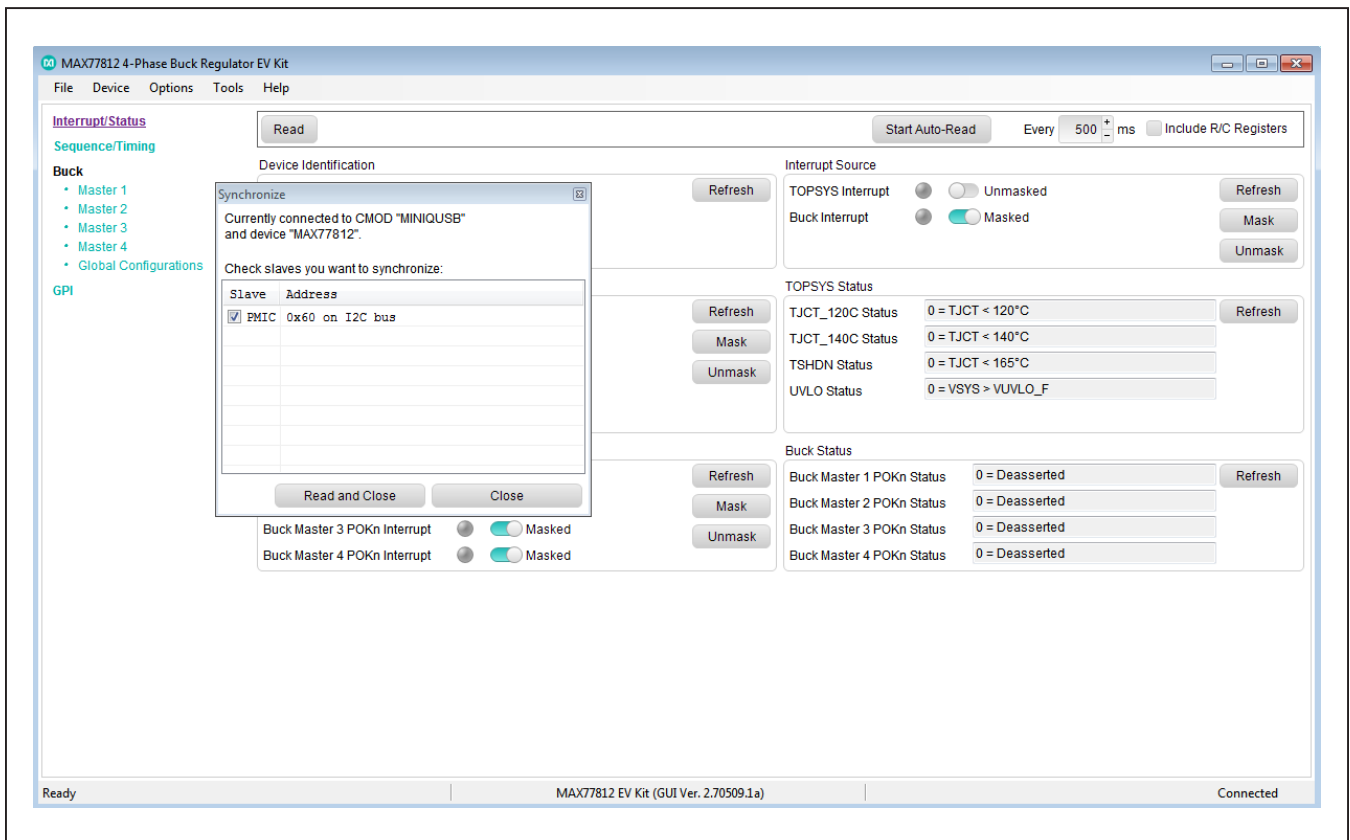 MAX77812 4-Phase Buck Regulator EV Kit
File Device Options Tools Help
Interrupt/Status
Sequence/Timing
Buck
• Master 1
• Master 2
• Master 3
• Master 4
• Global Configurations
GPI
Read
Start Auto-Read
Every 500 ms
Include R/C Registers
Device Identification
Refresh
Synchronize
Currently connected to CMOD "MINIQUSB"
and device "MAX77812".
Check slaves you want to synchronize:
Slave Address
PMIC 0x60 on I2C bus
Read and Close
Close
Refresh
Mask
Unmask
Refresh
Mask
Unmask
Buck Master 3 POKn Interrupt Masked
Buck Master 4 POKn Interrupt Masked
Interrupt Source
TOPSYS Interrupt Unmasked
Buck Interrupt Masked
Refresh
Mask
Unmask
TOPSYS Status
TJCT_120C Status 0 = TJCT < 120°C
TJCT_140C Status 0 = TJCT < 140°C
TSHDN Status 0 = TJCT < 165°C
UVLO Status 0 = VSYS > VUVLO_F
Refresh
Buck Status
Buck Master 1 POKn Status 0 = Deasserted
Buck Master 2 POKn Status 0 = Deasserted
Buck Master 3 POKn Status 0 = Deasserted
Buck Master 4 POKn Status 0 = Deasserted
Refresh
Ready
MAX77812 EV Kit (GUI Ver. 2.70509.1a)
Connected